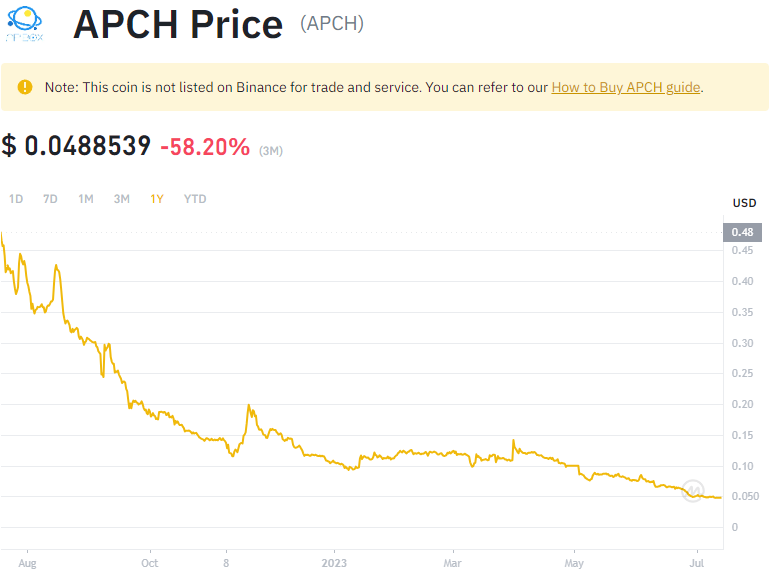 APCH Price (APCH)
Note: This coin is not listed on Binance for trade and service. You can refer to our How to Buy APCH guide.
$ 0.0488539 -58.20% (3M)
1D 7D 1M 3M 1Y YTD
USD
0.48
0.45
0.40
0.35
0.30
0.25
0.20
0.15
0.10
0.050
0
Aug Oct 8 2023 Mar May Jul